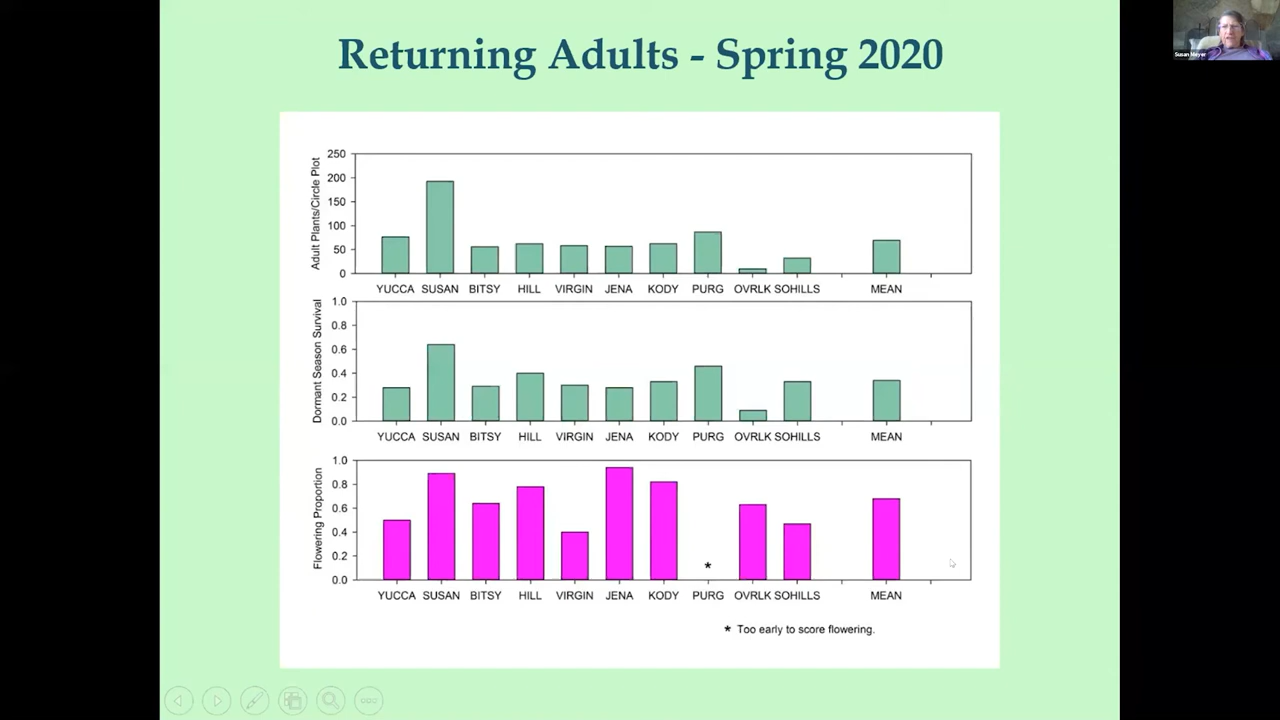 Returning Adults - Spring 2020
Susan Meyer
Adult Plants/Circle Plot
250
200
150
100
50
0
YUCCA SUSAN BITSY HILL VIRGIN JENA KODY PURG OVRLK SOHILLS MEAN
Dormant Season Survival
1.0
0.8
0.6
0.4
0.2
0.0
YUCCA SUSAN BITSY HILL VIRGIN JENA KODY PURG OVRLK SOHILLS MEAN
Flowering Proportion
1.0
0.8
0.6
0.4
0.2
0.0
*
YUCCA SUSAN BITSY HILL VIRGIN JENA KODY PURG OVRLK SOHILLS MEAN
* Too early to score flowering.